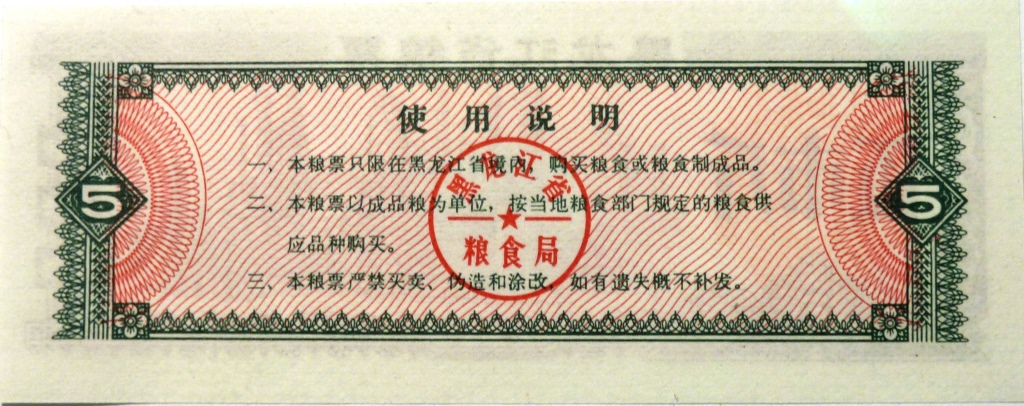 使用说明
一、本粮票只限在黑龙江省境内，购买粮食或粮食制成品。
二、本粮票以成品粮为单位，按当地粮食部门规定的粮食供
应品种购买。
三、本粮票严禁买卖、伪造和涂改，如有遗失概不补发。
黑龙江省
粮食局
5
5